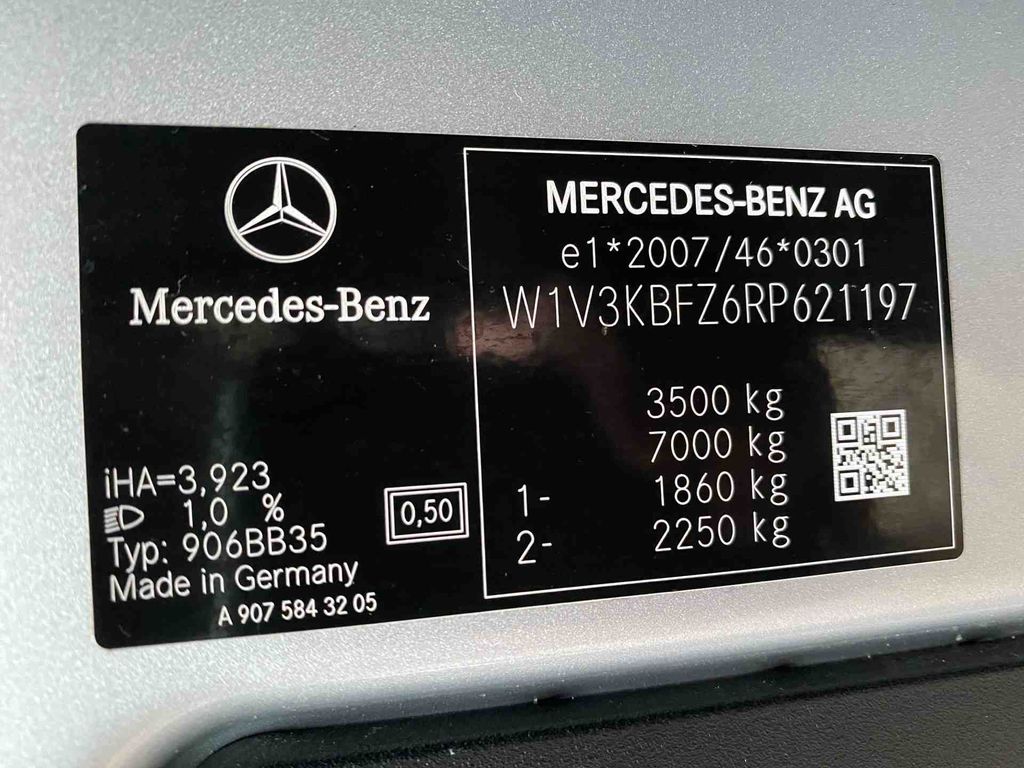 Mercedes-Benz
iHA=3,923
1,0 %
0,50
Typ: 906BB35
Made in Germany
A 907 584 32 05
MERCEDES-BENZ AG
e1*2007/46*0301
W1V3KBFZ6RP621197
3500 kg
7000 kg
1- 1860 kg
2- 2250 kg